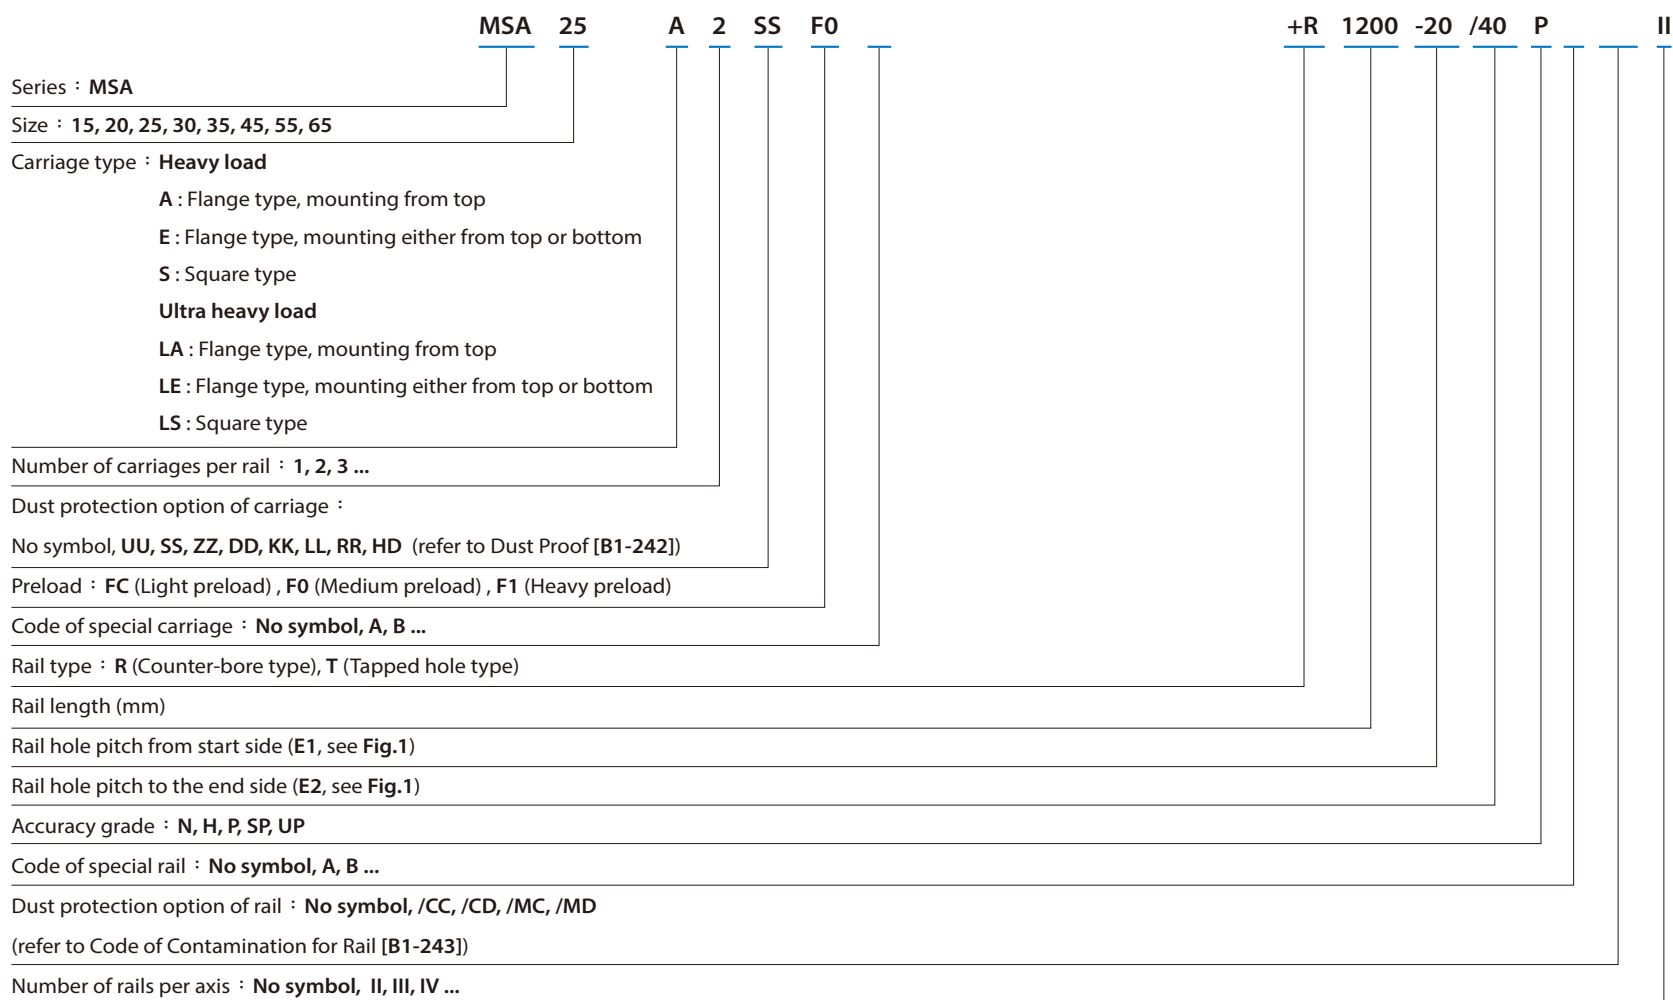 MSA 25 A 2 SS F0 +R 1200 -20 /40 P II
Series : MSA
Size : 15, 20, 25, 30, 35, 45, 55, 65
Carriage type : Heavy load
A : Flange type, mounting from top
E : Flange type, mounting either from top or bottom
S : Square type
Ultra heavy load
LA : Flange type, mounting from top
LE : Flange type, mounting either from top or bottom
LS : Square type
Number of carriages per rail : 1, 2, 3 ...
Dust protection option of carriage :
No symbol, UU, SS, ZZ, DD, KK, LL, RR, HD (refer to Dust Proof [B1-242])
Preload : FC (Light preload) , F0 (Medium preload) , F1 (Heavy preload)
Code of special carriage : No symbol, A, B ...
Rail type : R (Counter-bore type), T (Tapped hole type)
Rail length (mm)
Rail hole pitch from start side (E1, see Fig.1)
Rail hole pitch to the end side (E2, see Fig.1)
Accuracy grade : N, H, P, SP, UP
Code of special rail : No symbol, A, B ...
Dust protection option of rail : No symbol, /CC, /CD, /MC, /MD
(refer to Code of Contamination for Rail [B1-243])
Number of rails per axis : No symbol, II, III, IV ...